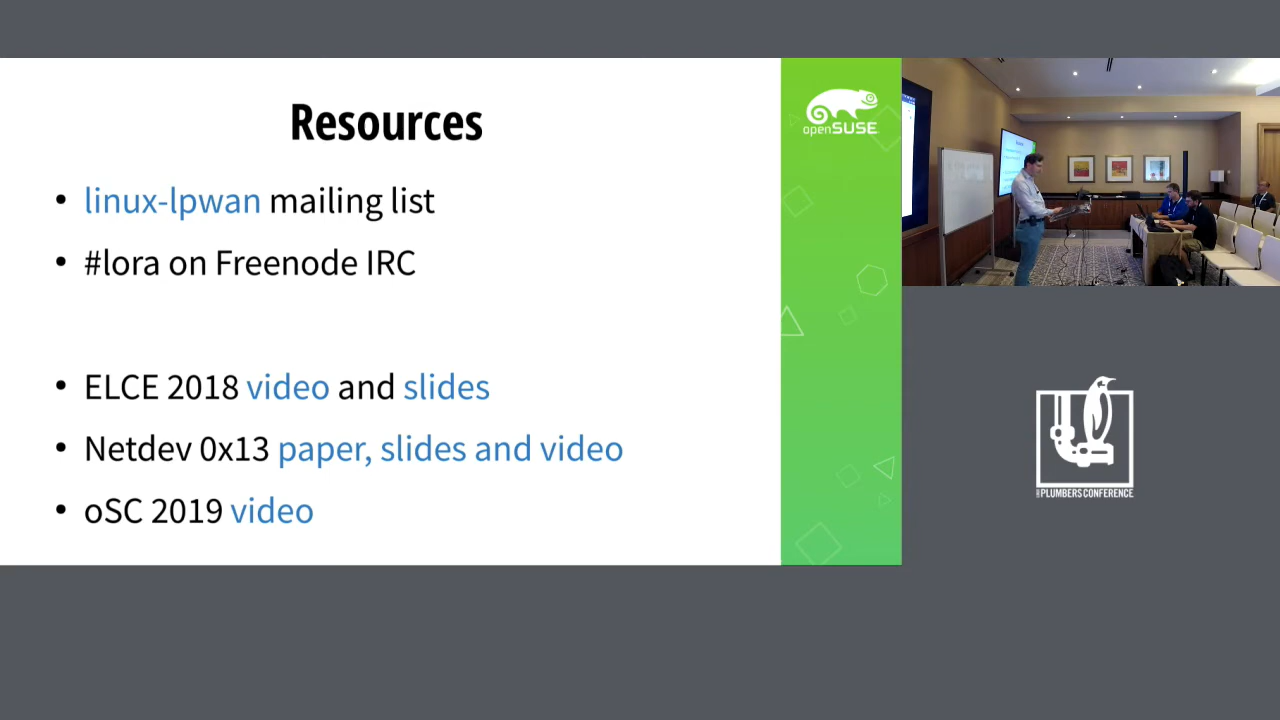 Resources
• linux-lpwan mailing list
• #lora on Freenode IRC
• ELCE 2018 video and slides
• Netdev 0x13 paper, slides and video
• oSC 2019 video
openSUSE
PLUMBERS CONFERENCE